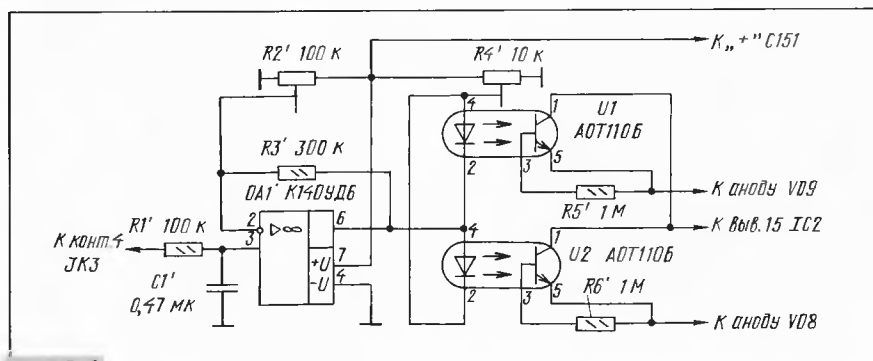 R2' 100 К
R4' 10 К
К „+" С151
4
1
U1
АОТ110Б
R3' 300 К
3
5
2
К аноду VD9
DA1' К140УД6
R5' 1 М
R1' 100 К
2
▷∞
6
4
1
К выв.15 IC2
К конт.4
JK3
3
7
+U
U2 АОТ110Б
-U
4
C1'
0,47 МК
2
3
5
R6' 1 М
К аноду VD8